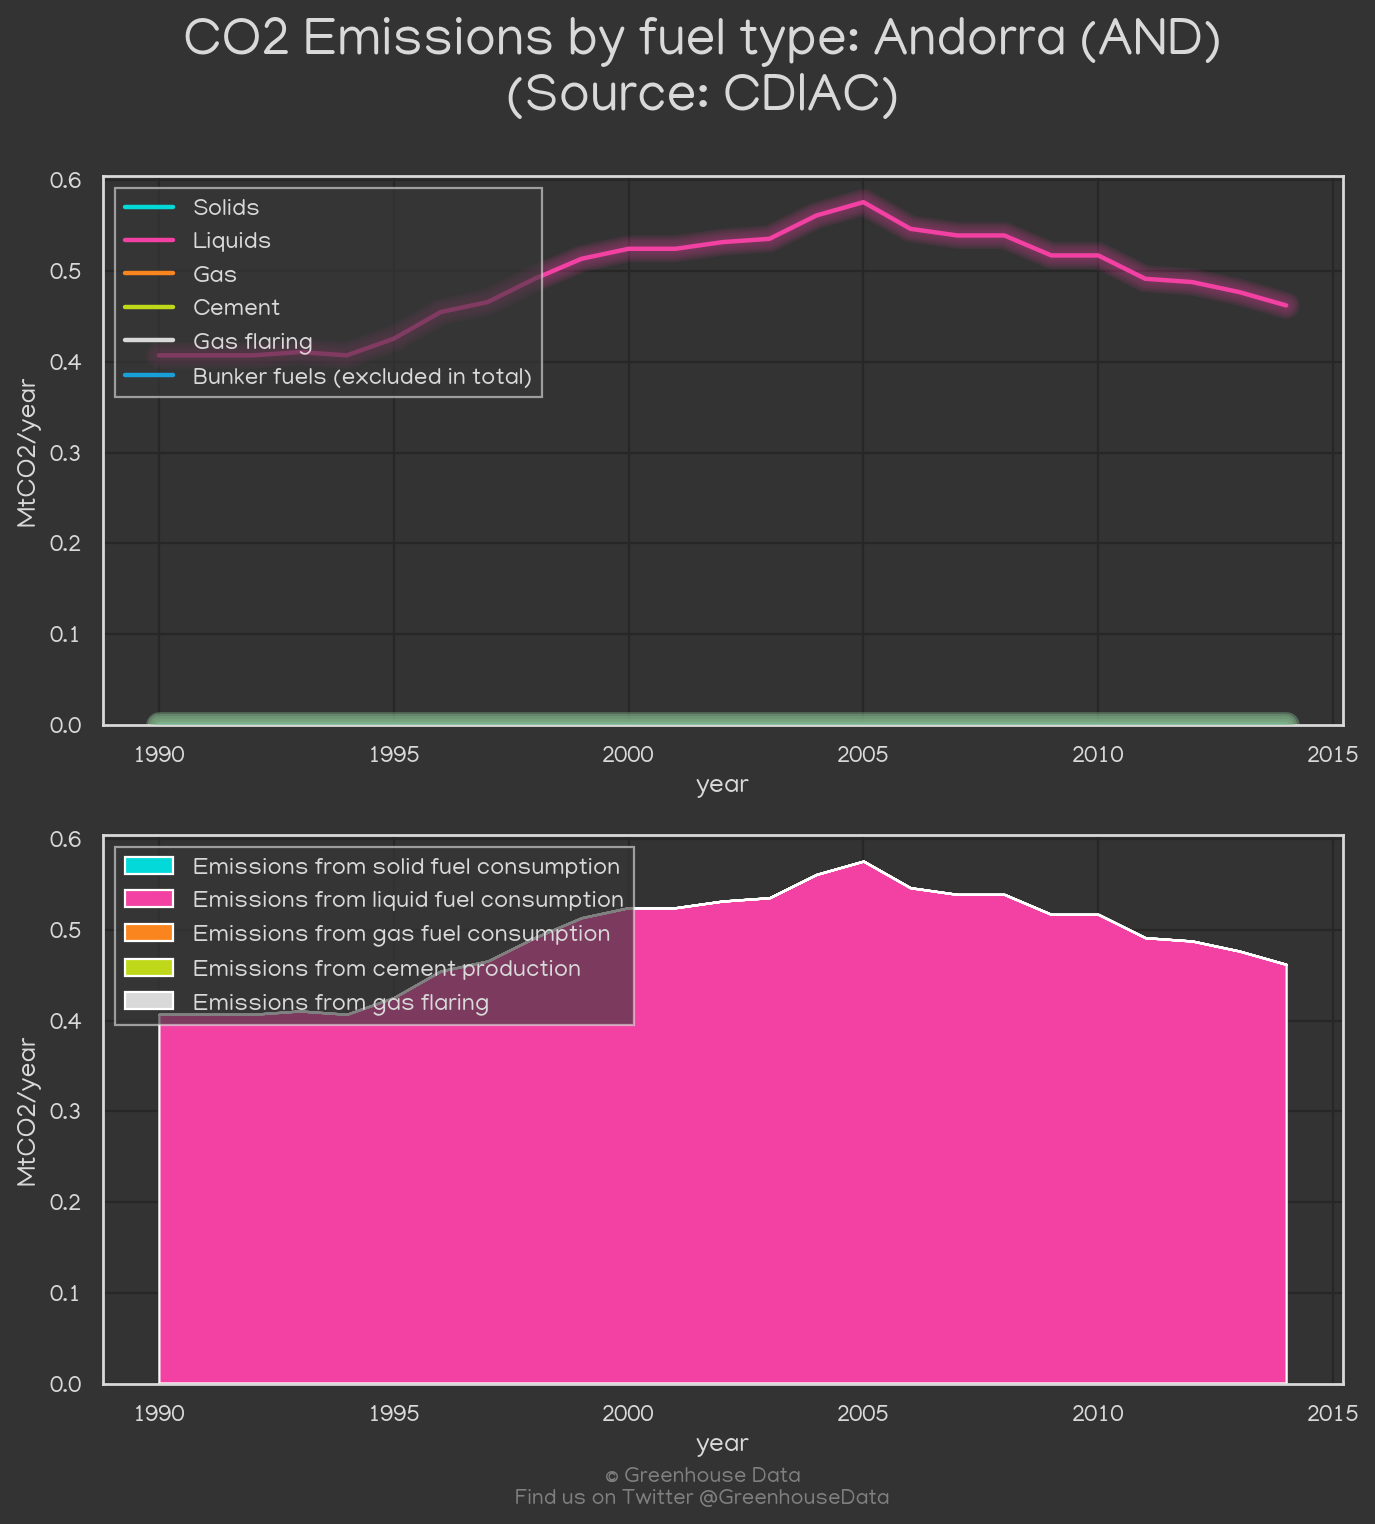 CO2 Emissions by fuel type: Andorra (AND)
(Source: CDIAC)
0.6
0.5
0.4
0.3
0.2
0.1
0.0
MtCO2/year
Solids
Liquids
Gas
Cement
Gas flaring
Bunker fuels (excluded in total)
1990 1995 2000 2005 2010 2015
year
0.6
0.5
0.4
0.3
0.2
0.1
0.0
MtCO2/year
Emissions from solid fuel consumption
Emissions from liquid fuel consumption
Emissions from gas fuel consumption
Emissions from cement production
Emissions from gas flaring
1990 1995 2000 2005 2010 2015
year
© Greenhouse Data
Find us on Twitter @GreenhouseData